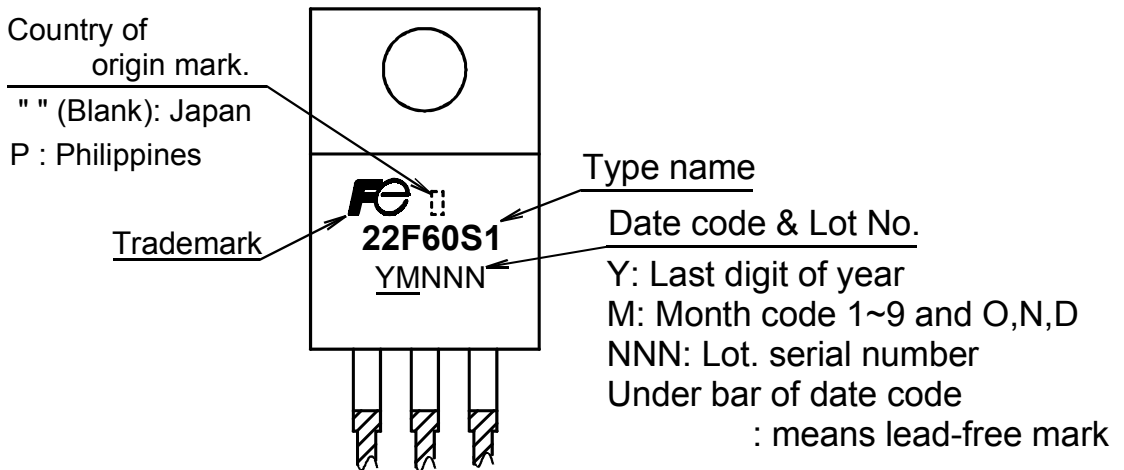 Country of
origin mark.
" " (Blank): Japan
P : Philippines
Trademark
Fe
22F60S1
YMNNN
Type name
Date code & Lot No.
Y: Last digit of year
M: Month code 1~9 and O,N,D
NNN: Lot. serial number
Under bar of date code
: means lead-free mark